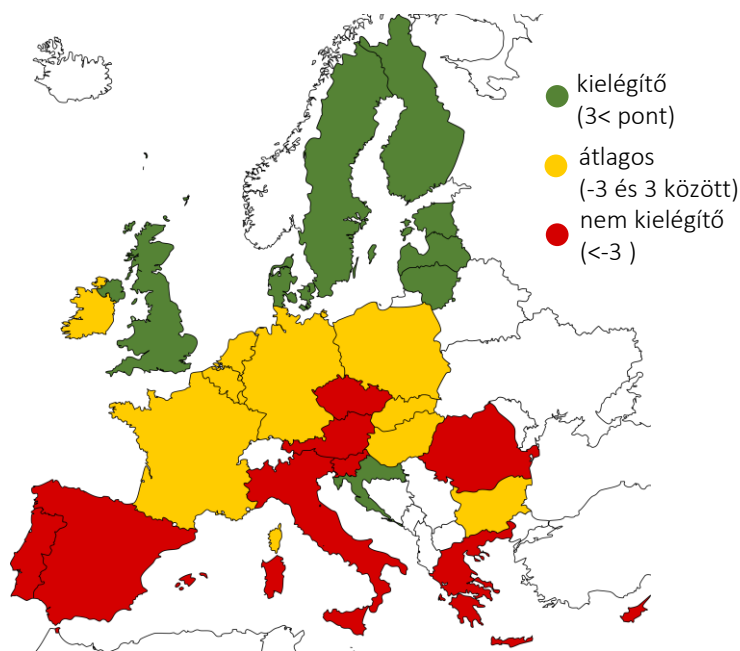 kielégítő
(3< pont)
átlagos
(-3 és 3 között)
nem kielégítő
(<-3 )